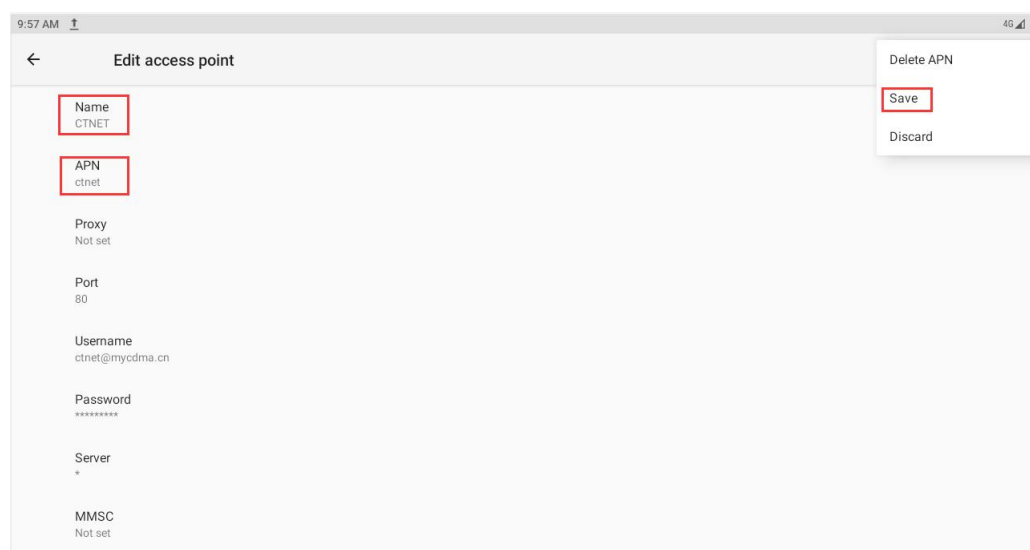 9:57 AM
4G
Edit access point
Delete APN
Save
Discard
Name
CTNET
APN
ctnet
Proxy
Not set
Port
80
Username
ctnet@mycdma.cn
Password
*********
Server
*
MMSC
Not set